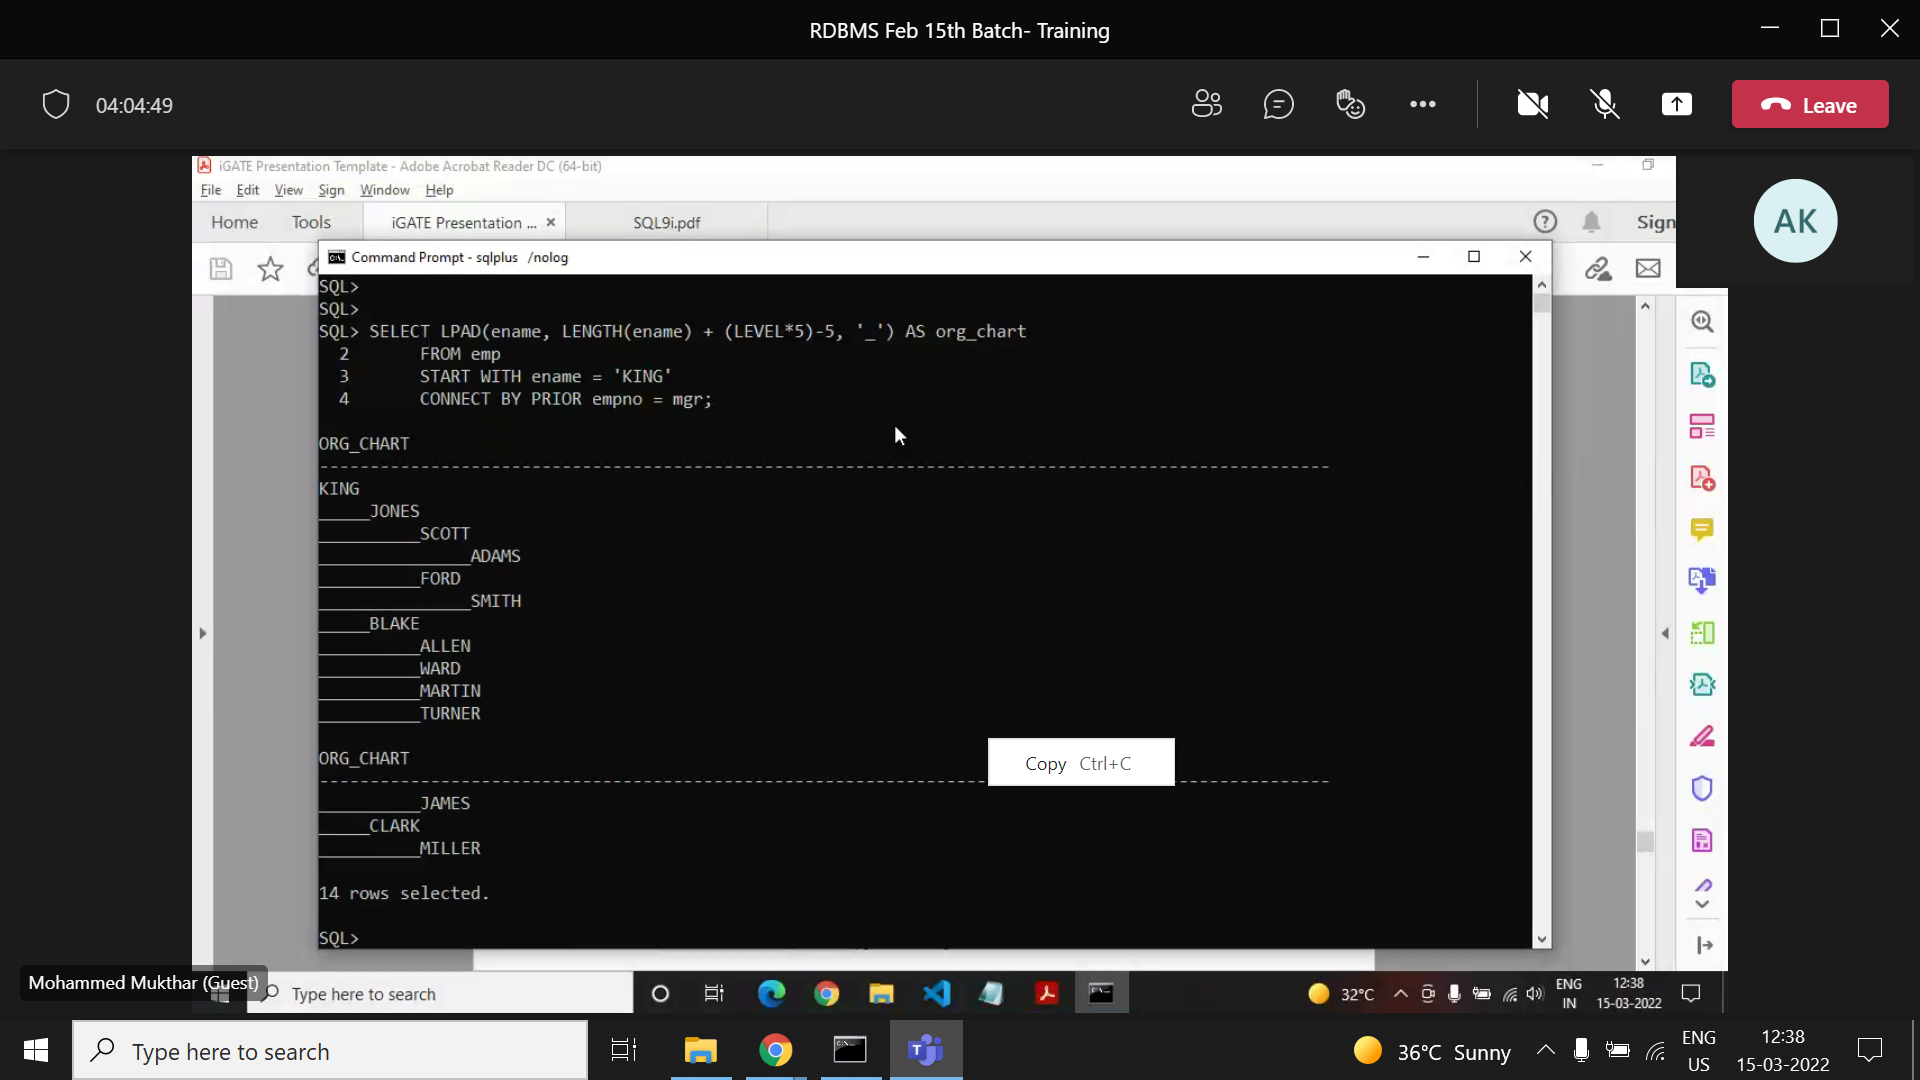 RDBMS Feb 15th Batch- Training
04:04:49
Leave
iGATE Presentation Template - Adobe Acrobat Reader DC (64-bit)
File Edit View Sign Window Help
Home Tools iGATE Presentation ... × SQL9i.pdf Sign
AK
Command Prompt - sqlplus /nolog
SQL>
SQL>
SQL> SELECT LPAD(ename, LENGTH(ename) + (LEVEL*5)-5, '_') AS org_chart
2 FROM emp
3 START WITH ename = 'KING'
4 CONNECT BY PRIOR empno = mgr;
ORG_CHART
----------------------------------------------------------------------------------------------------
KING
_____JONES
__________SCOTT
_______________ADAMS
__________FORD
_______________SMITH
_____BLAKE
__________ALLEN
__________WARD
__________MARTIN
__________TURNER
ORG_CHART
----------------------------------------------------------------------------------------------------
Copy Ctrl+C
__________JAMES
_____CLARK
__________MILLER
14 rows selected.
SQL>
Mohammed Mukthar (Guest)
Type here to search
32°C
ENG
IN
12:38
15-03-2022
Type here to search
36°C Sunny
ENG
US
12:38
15-03-2022